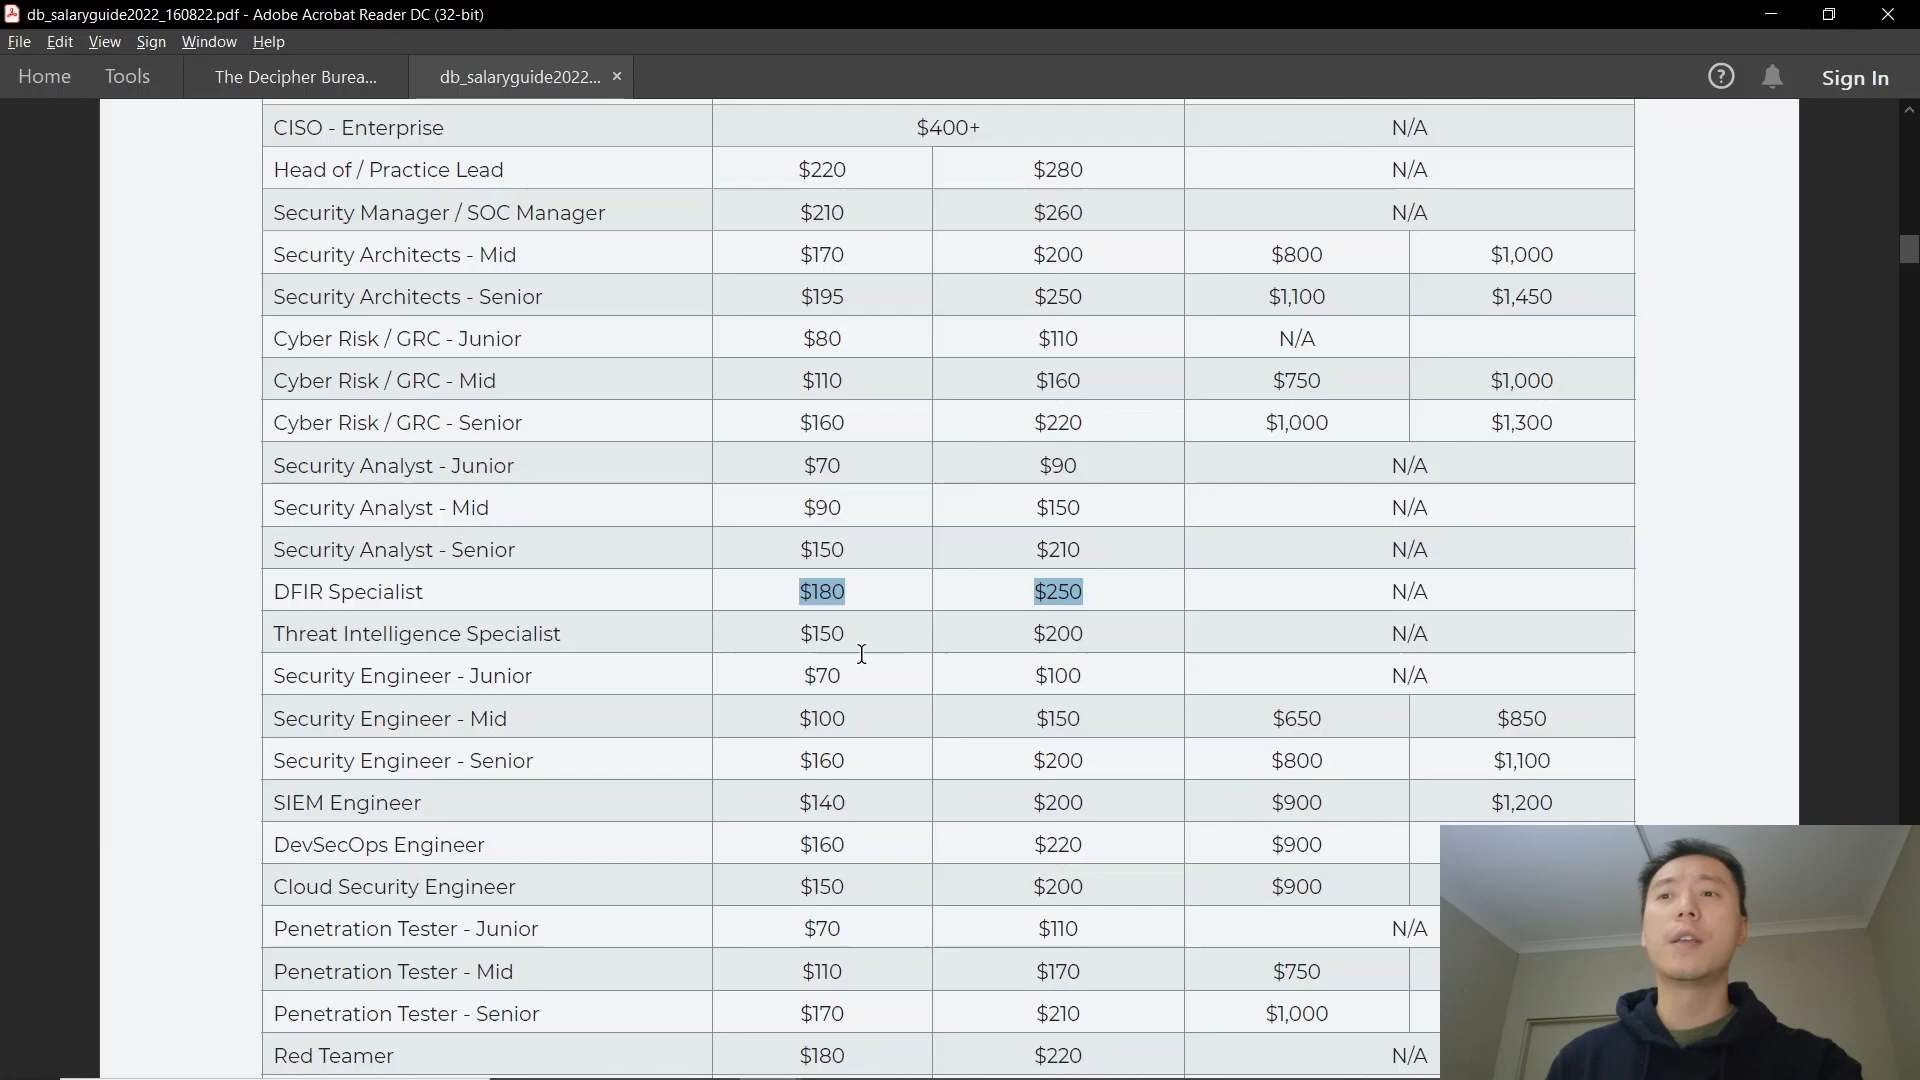 db_salaryguide2022_160822.pdf - Adobe Acrobat Reader DC (32-bit)
File Edit View Sign Window Help
Home Tools The Decipher Burea... db_salaryguide2022... × ? Sign In
CISO - Enterprise $400+ N/A
Head of / Practice Lead $220 $280 N/A
Security Manager / SOC Manager $210 $260 N/A
Security Architects - Mid $170 $200 $800 $1,000
Security Architects - Senior $195 $250 $1,100 $1,450
Cyber Risk / GRC - Junior $80 $110 N/A
Cyber Risk / GRC - Mid $110 $160 $750 $1,000
Cyber Risk / GRC - Senior $160 $220 $1,000 $1,300
Security Analyst - Junior $70 $90 N/A
Security Analyst - Mid $90 $150 N/A
Security Analyst - Senior $150 $210 N/A
DFIR Specialist $180 $250 N/A
Threat Intelligence Specialist $150 $200 N/A
Security Engineer - Junior $70 $100 N/A
Security Engineer - Mid $100 $150 $650 $850
Security Engineer - Senior $160 $200 $800 $1,100
SIEM Engineer $140 $200 $900 $1,200
DevSecOps Engineer $160 $220 $900
Cloud Security Engineer $150 $200 $900
Penetration Tester - Junior $70 $110 N/A
Penetration Tester - Mid $110 $170 $750
Penetration Tester - Senior $170 $210 $1,000
Red Teamer $180 $220 N/A